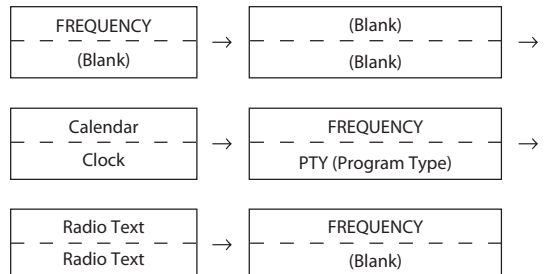 FREQUENCY → (Blank) →
(Blank) (Blank)
Calendar → FREQUENCY →
Clock PTY (Program Type)
Radio Text → FREQUENCY
Radio Text (Blank)